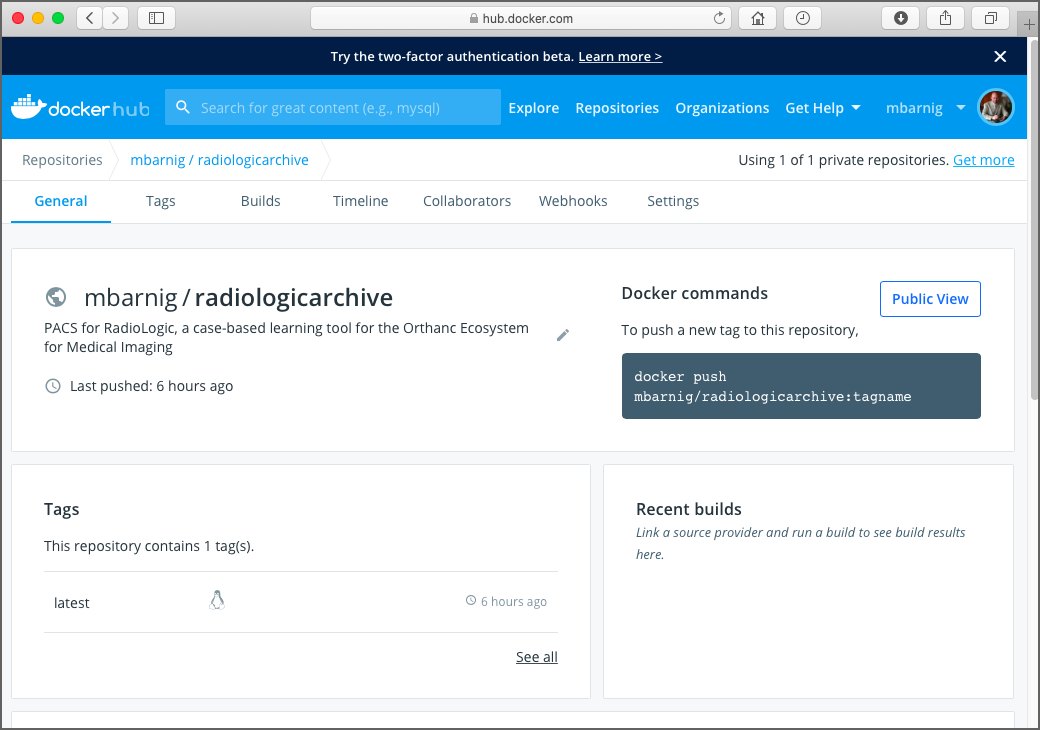 hub.docker.com
Try the two-factor authentication beta. Learn more >
docker hub
Search for great content (e.g., mysql)
Explore
Repositories
Organizations
Get Help
mbarnig
Repositories
mbarnig / radiologicarchive
Using 1 of 1 private repositories. Get more
General
Tags
Builds
Timeline
Collaborators
Webhooks
Settings
mbarnig / radiologicarchive
PACS for RadioLogic, a case-based learning tool for the Orthanc Ecosystem
for Medical Imaging
Last pushed: 6 hours ago
Docker commands
Public View
To push a new tag to this repository,
docker push
mbarnig/radiologicarchive:tagname
Tags
This repository contains 1 tag(s).
latest
6 hours ago
See all
Recent builds
Link a source provider and run a build to see build results
here.